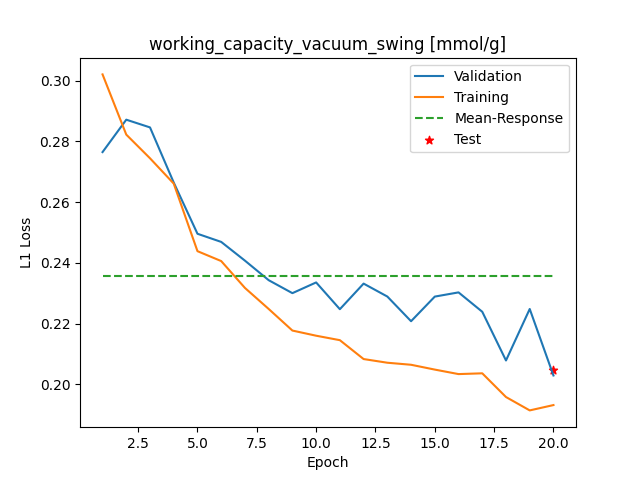 working_capacity_vacuum_swing [mmol/g]
Validation
Training
Mean-Response
Test
L1 Loss
0.30
0.28
0.26
0.24
0.22
0.20
2.5 5.0 7.5 10.0 12.5 15.0 17.5 20.0
Epoch